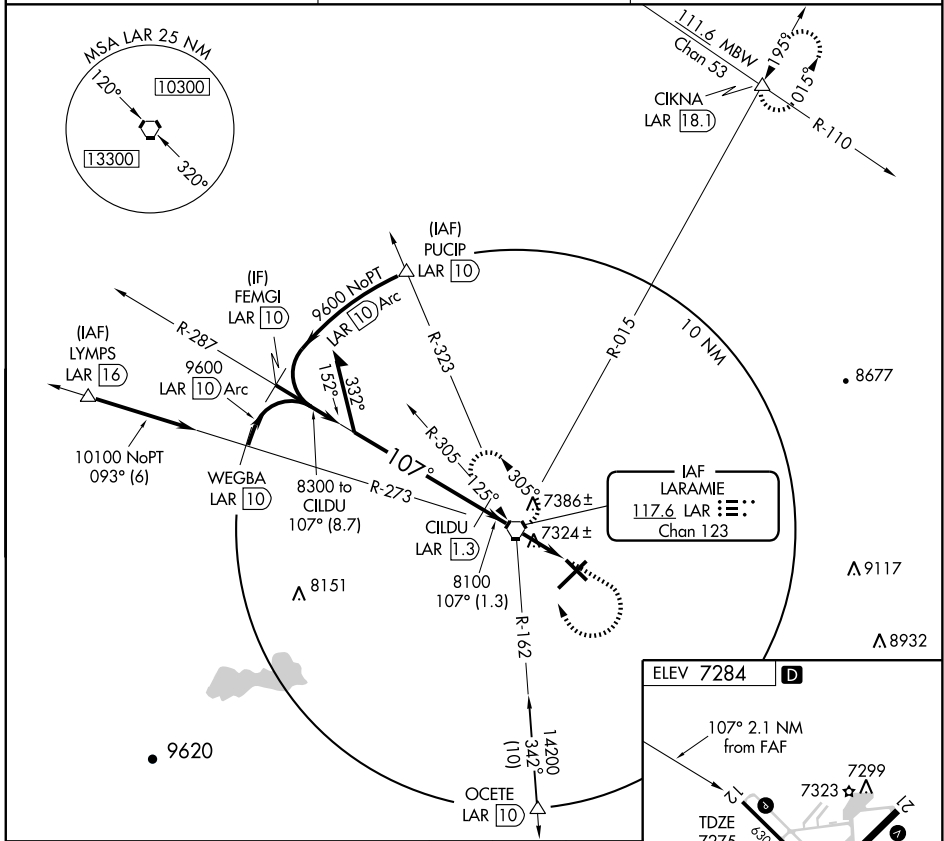 MSA LAR 25 NM
120°
10300
13300
320°
111.6 MBW
Chan 53
195°
015°
CIKNA
LAR 18.1
R-110
(IAF)
PUCIP
LAR 10
(IF)
FEMGI
LAR 10
9600 NoPT
LAR 10 Arc
R-287
(IAF)
LYMPS
LAR 16
9600
LAR 10 Arc
R-323
R-015
10 NM
8677
332°
152°
10100 NoPT
093° (6)
WEGBA
LAR 10
8300 to
CILDU
107° (8.7)
R-273
107°
R-305
125°
305°
7386±
7324±
IAF
LARAMIE
117.6 LAR
Chan 123
CILDU
LAR 1.3
8100
107° (1.3)
8151
9117
8932
R-162
9620
14200
342°
(10)
OCETE
LAR 10
ELEV 7284 D
107° 2.1 NM
from FAF
7299
7323
12
P
21
V
TDZE
7275
630